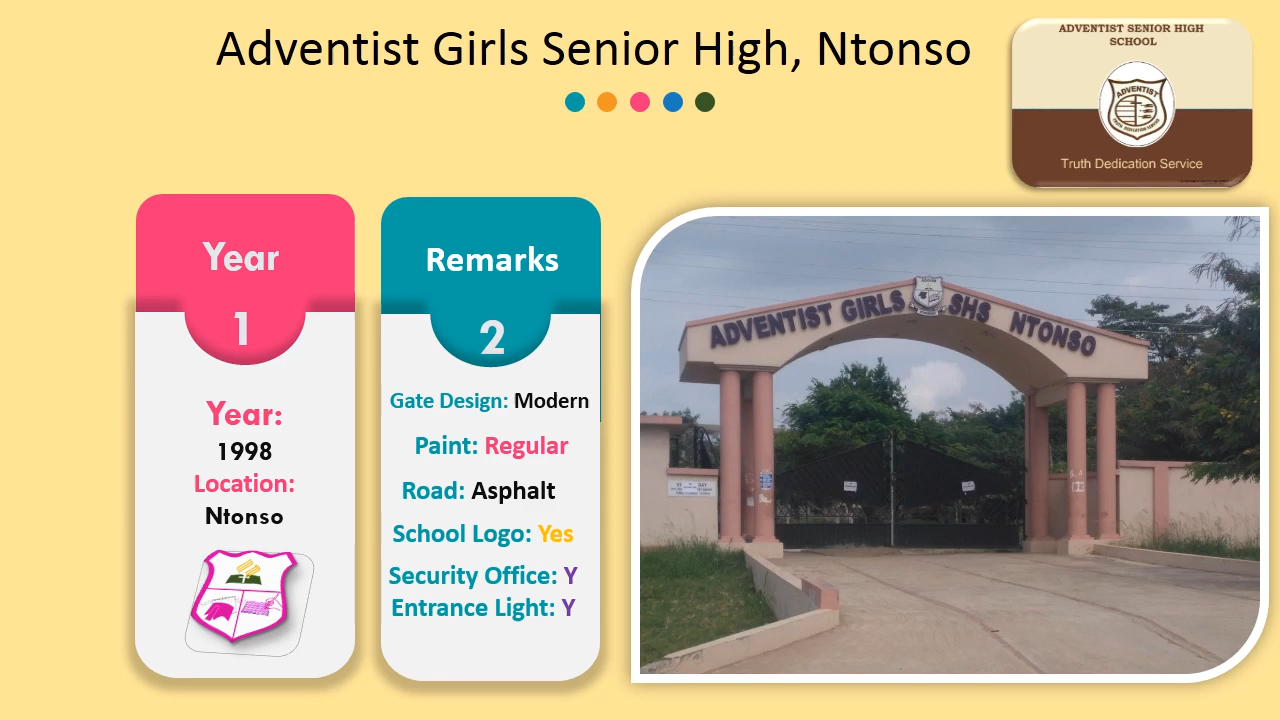 Adventist Girls Senior High, Ntonso
ADVENTIST SENIOR HIGH
SCHOOL
ADVENTIST
Truth Dedication Service
Year
1
Year:
1998
Location:
Ntonso
Remarks
2
Gate Design: Modern
Paint: Regular
Road: Asphalt
School Logo: Yes
Security Office: Y
Entrance Light: Y
ADVENTIST GIRLS SHS NTONSO